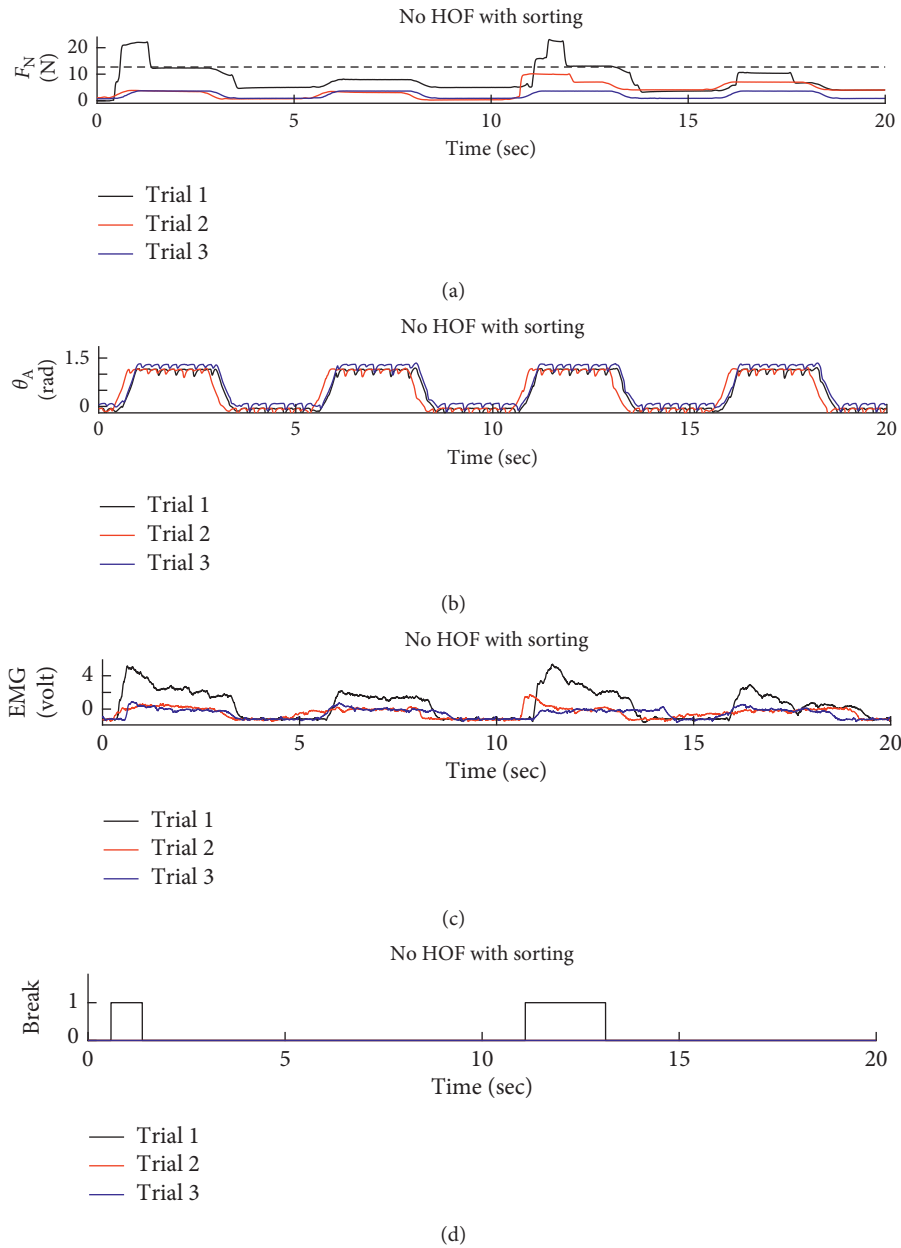 No HOF with sorting
F_N (N)
20
10
0
0 5 10 15 20
Time (sec)
Trial 1
Trial 2
Trial 3
(a)
No HOF with sorting
θ_A (rad)
1.5
0
0 5 10 15 20
Time (sec)
Trial 1
Trial 2
Trial 3
(b)
No HOF with sorting
EMG (volt)
4
0
0 5 10 15 20
Time (sec)
Trial 1
Trial 2
Trial 3
(c)
No HOF with sorting
Break
1
0
0 5 10 15 20
Time (sec)
Trial 1
Trial 2
Trial 3
(d)